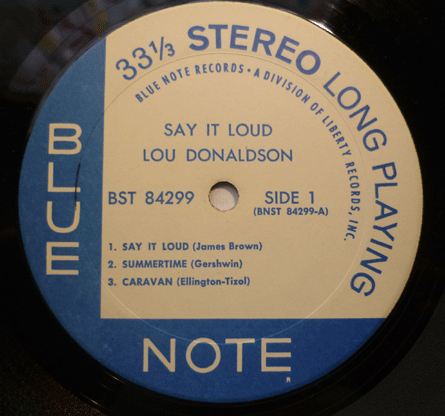 33 1/3 STEREO LONG PLAYING
BLUE NOTE RECORDS • A DIVISION OF LIBERTY RECORDS, INC.
SAY IT LOUD
LOU DONALDSON
BST 84299
SIDE 1
(BNST 84299-A)
1. SAY IT LOUD (James Brown)
2. SUMMERTIME (Gershwin)
3. CARAVAN (Ellington-Tizol)
BLUE
NOTE